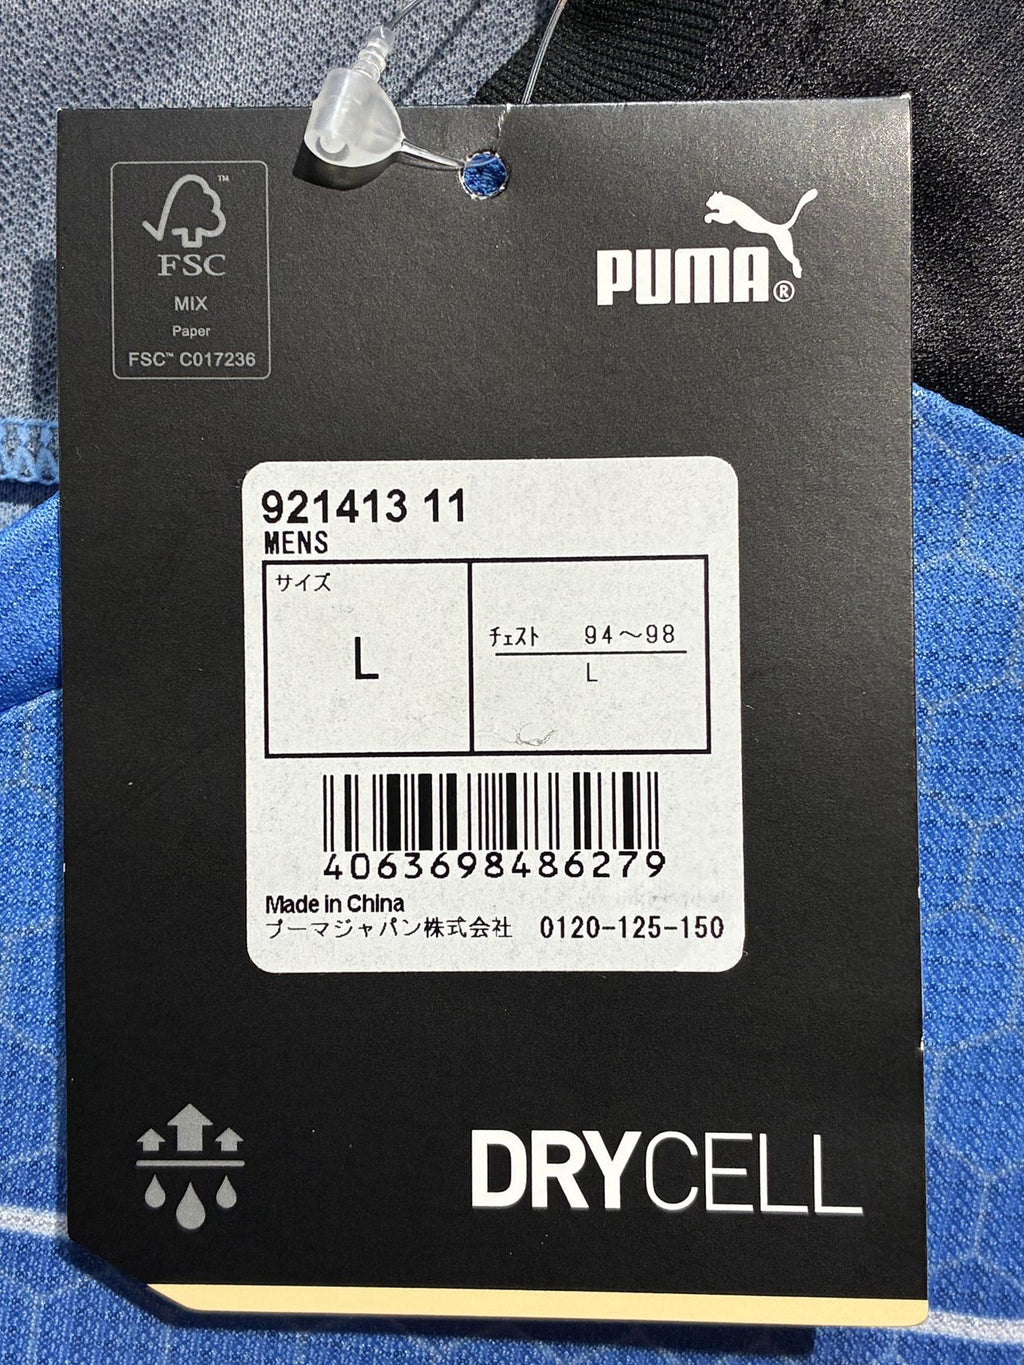 FSC™
MIX
Paper
FSC™ C017236
PUMA®
921413 11
MENS
サイズ
L
チェスト 94～98
L
4063698486279
Made in China
プーマジャパン株式会社 0120-125-150
DRYCELL